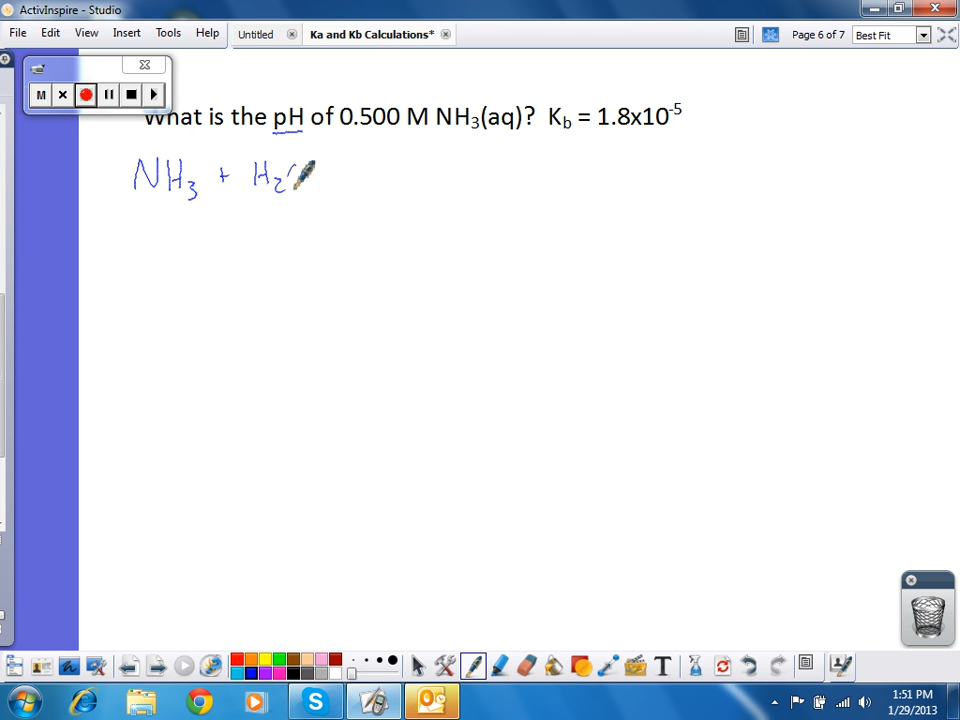 ActivInspire - Studio
File Edit View Insert Tools Help Untitled Ka and Kb Calculations* Page 6 of 7 Best Fit
M
What is the pH of 0.500 M NH₃(aq)? K_b = 1.8x10⁻⁵
NH₃ + H₂
T
S
1:51 PM
1/29/2013